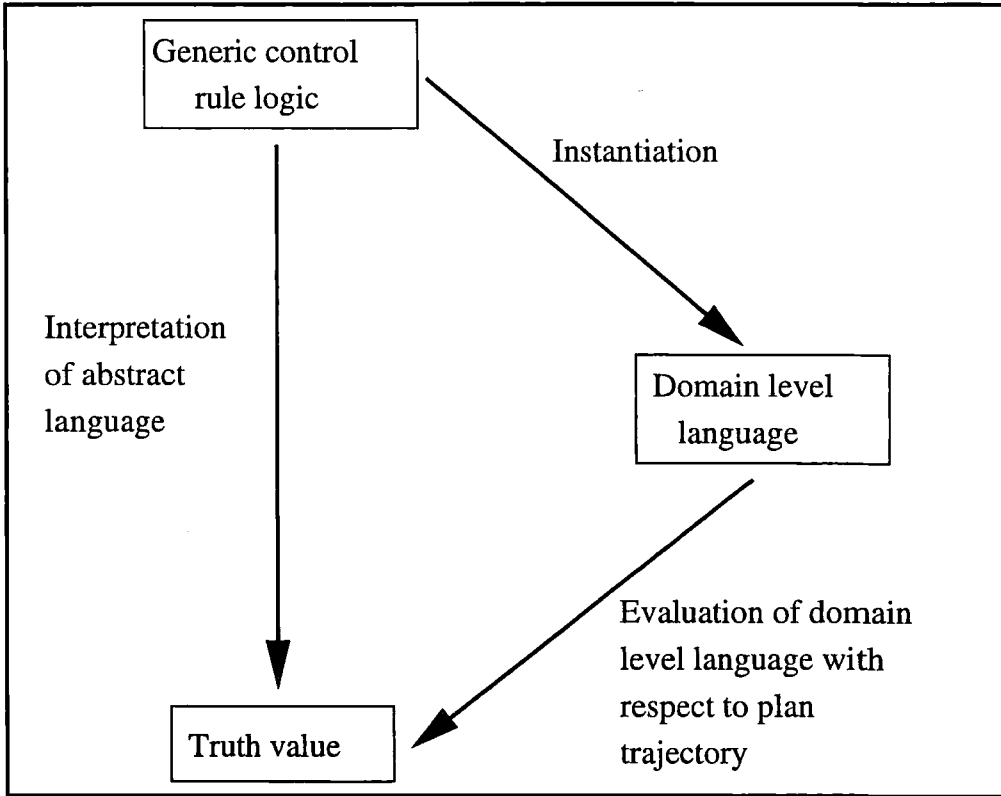 Generic control
rule logic
Instantiation
Interpretation
of abstract
language
Domain level
language
Evaluation of domain
level language with
respect to plan
trajectory
Truth value